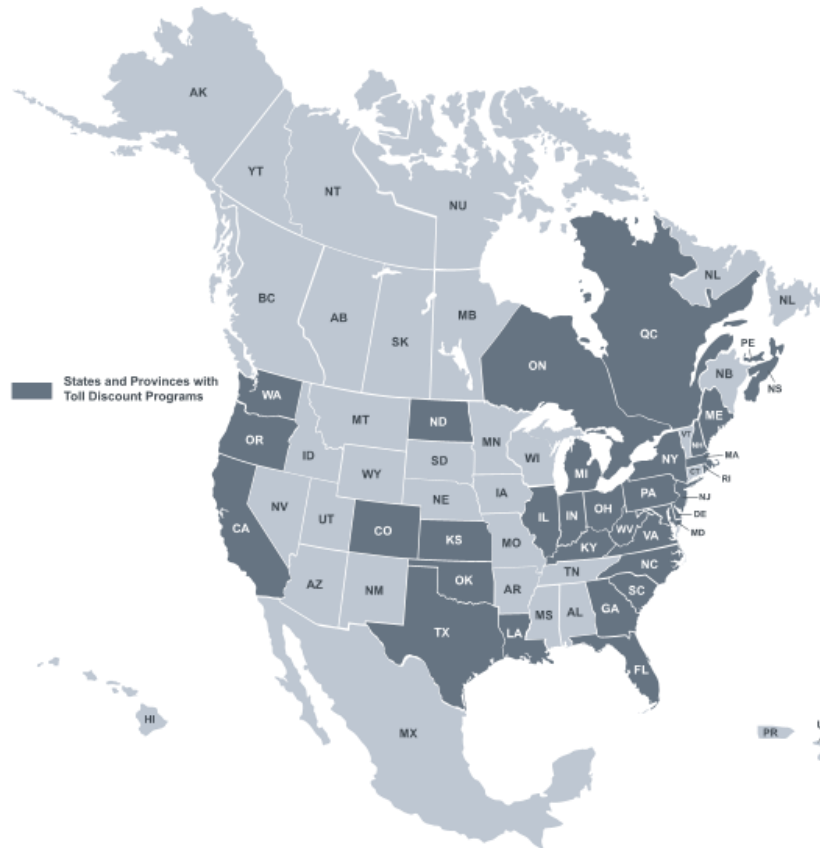 AK
YT
NT
NU
BC
AB
SK
MB
ON
QC
NL
NL
PE
NB
NS
States and Provinces with
Toll Discount Programs
WA
OR
CA
ID
NV
MT
WY
UT
AZ
ND
SD
NE
CO
NM
KS
OK
TX
MN
IA
MO
AR
LA
WI
IL
MI
IN
OH
KY
TN
MS
AL
GA
FL
SC
NC
VA
WV
PA
NY
VT
NH
ME
MA
CT
RI
NJ
DE
MD
HI
MX
PR